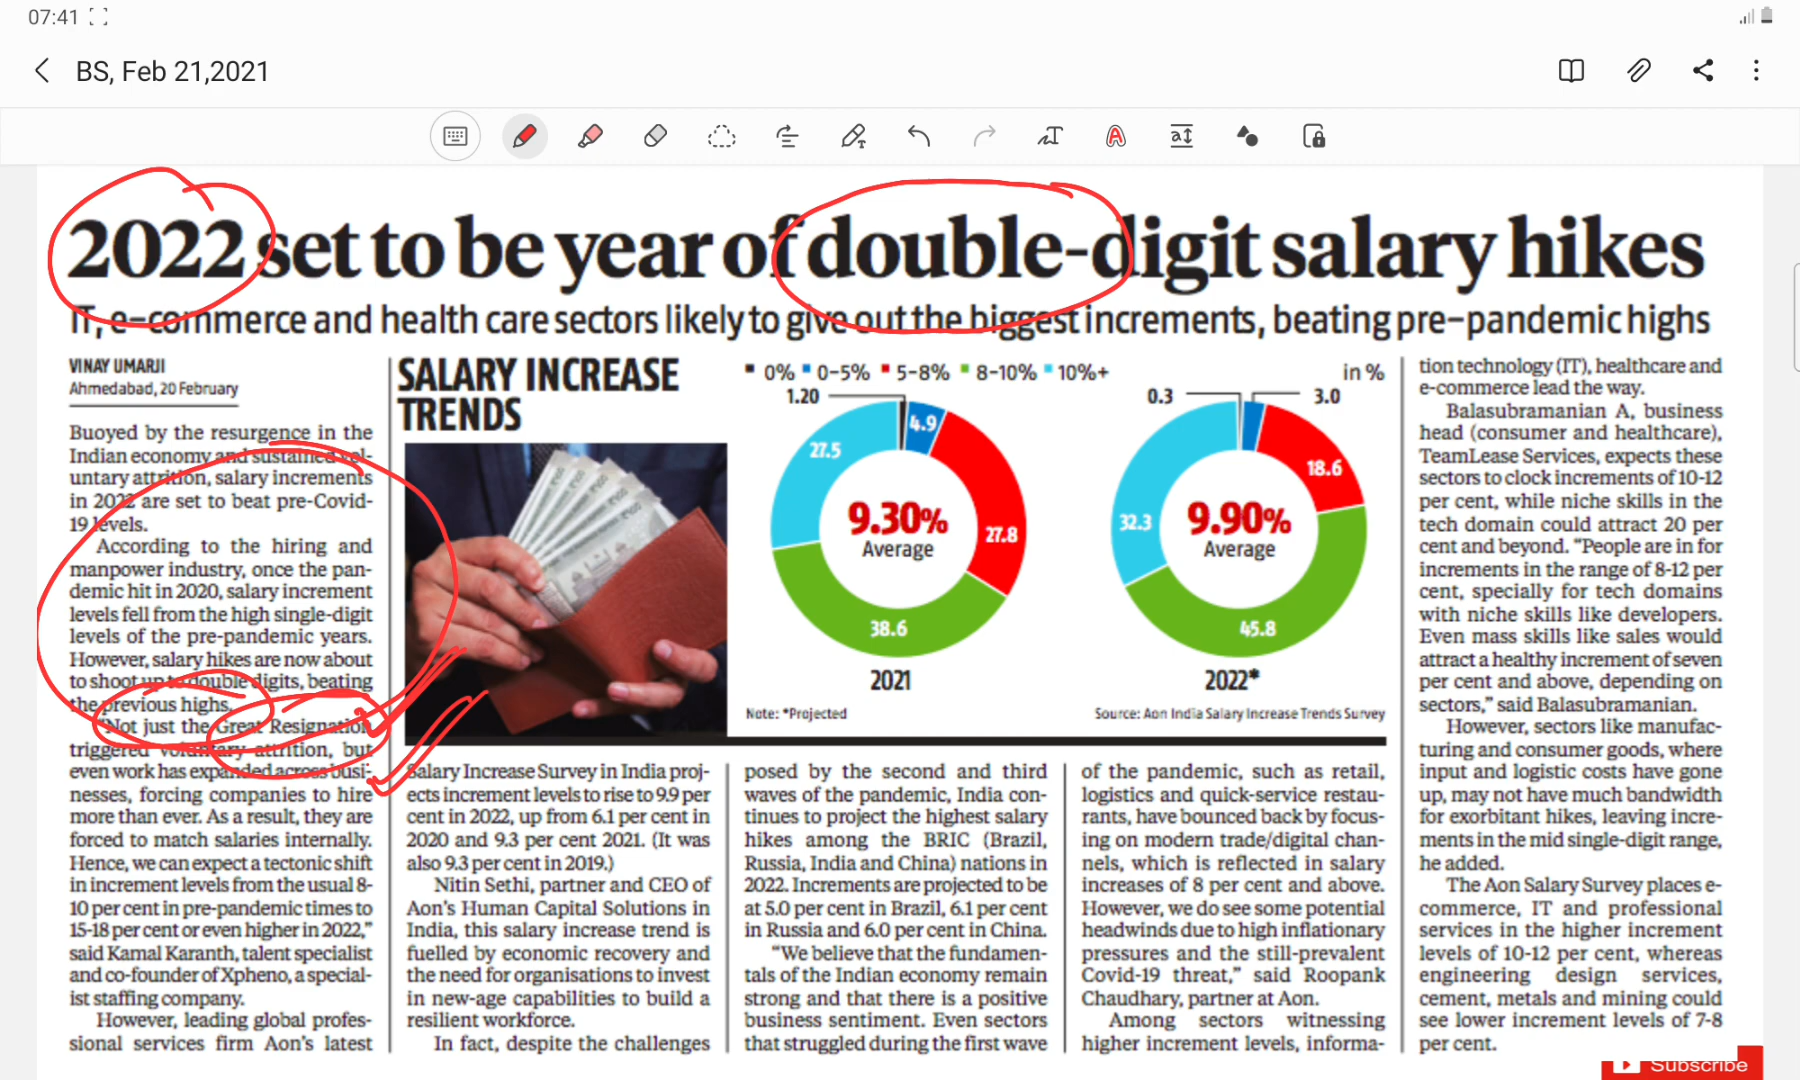 07:41
BS, Feb 21,2021
2022 set to be year of double-digit salary hikes
IT, e-commerce and health care sectors likely to give out the biggest increments, beating pre-pandemic highs
VINAY UMARJI
Ahmedabad, 20 February
Buoyed by the resurgence in the
Indian economy and sustained vol-
untary attrition, salary increments
in 2022 are set to beat pre-Covid-
19 levels.
According to the hiring and
manpower industry, once the pan-
demic hit in 2020, salary increment
levels fell from the high single-digit
levels of the pre-pandemic years.
However, salary hikes are now about
to shoot up to double digits, beating
the previous highs.
"Not just the Great Resignation
triggered voluntary attrition, but
even work has expanded across busi-
nesses, forcing companies to hire
more than ever. As a result, they are
forced to match salaries internally.
Hence, we can expect a tectonic shift
in increment levels from the usual 8-
10 per cent in pre-pandemic times to
15-18 per cent or even higher in 2022,"
said Kamal Karanth, talent specialist
and co-founder of Xpheno, a special-
ist staffing company.
However, leading global profes-
sional services firm Aon's latest
SALARY INCREASE
TRENDS
0% 0-5% 5-8% 8-10% 10%+
in %
1.20
4.9
27.5
27.8
38.6
9.30%
Average
2021
0.3
3.0
18.6
32.3
45.8
9.90%
Average
2022*
Note: *Projected
Source: Aon India Salary Increase Trends Survey
Salary Increase Survey in India proj-
ects increment levels to rise to 9.9 per
cent in 2022, up from 6.1 per cent in
2020 and 9.3 per cent 2021. (It was
also 9.3 per cent in 2019.)
Nitin Sethi, partner and CEO of
Aon's Human Capital Solutions in
India, this salary increase trend is
fuelled by economic recovery and
the need for organisations to invest
in new-age capabilities to build a
resilient workforce.
In fact, despite the challenges
posed by the second and third
waves of the pandemic, India con-
tinues to project the highest salary
hikes among the BRIC (Brazil,
Russia, India and China) nations in
2022. Increments are projected to be
at 5.0 per cent in Brazil, 6.1 per cent
in Russia and 6.0 per cent in China.
"We believe that the fundamen-
tals of the Indian economy remain
strong and that there is a positive
business sentiment. Even sectors
that struggled during the first wave
of the pandemic, such as retail,
logistics and quick-service restau-
rants, have bounced back by focus-
ing on modern trade/digital chan-
nels, which is reflected in salary
increases of 8 per cent and above.
However, we do see some potential
headwinds due to high inflationary
pressures and the still-prevalent
Covid-19 threat," said Roopank
Chaudhary, partner at Aon.
Among sectors witnessing
higher increment levels, informa-
tion technology (IT), healthcare and
e-commerce lead the way.
Balasubramanian A, business
head (consumer and healthcare),
TeamLease Services, expects these
sectors to clock increments of 10-12
per cent, while niche skills in the
tech domain could attract 20 per
cent and beyond. "People are in for
increments in the range of 8-12 per
cent, specially for tech domains
with niche skills like developers.
Even mass skills like sales would
attract a healthy increment of seven
per cent and above, depending on
sectors," said Balasubramanian.
However, sectors like manufac-
turing and consumer goods, where
input and logistic costs have gone
up, may not have much bandwidth
for exorbitant hikes, leaving incre-
ments in the mid single-digit range,
he added.
The Aon Salary Survey places e-
commerce, IT and professional
services in the higher increment
levels of 10-12 per cent, whereas
engineering design services,
cement, metals and mining could
see lower increment levels of 7-8
per cent.
Subscribe